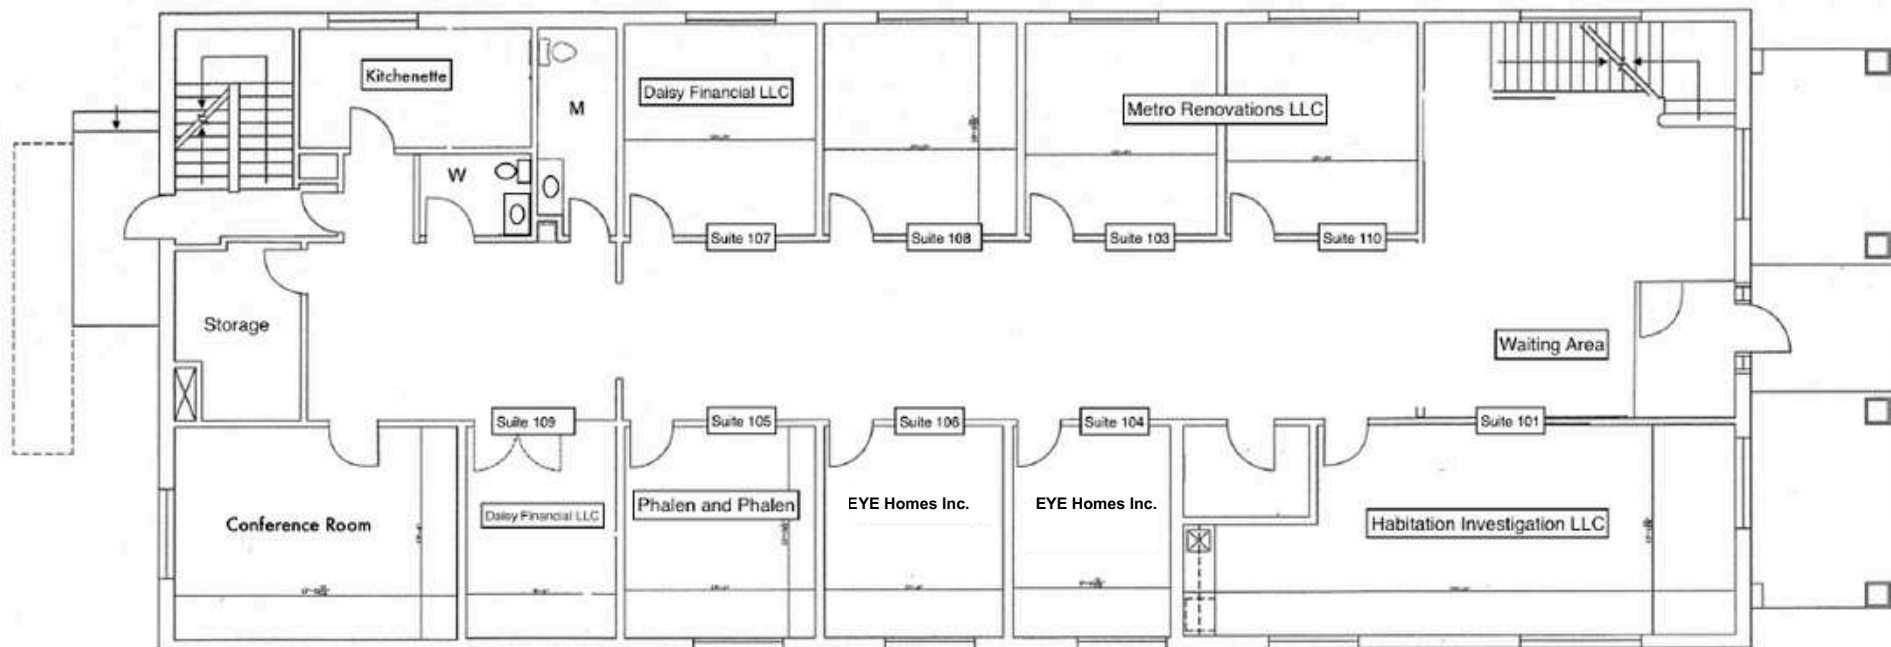 Kitchenette
M
Daisy Financial LLC
Metro Renovations LLC
W
Suite 107
Suite 108
Suite 103
Suite 110
Storage
Waiting Area
Suite 109
Suite 105
Suite 106
Suite 104
Suite 101
Conference Room
Daisy Financial LLC
Phalen and Phalen
EYE Homes Inc.
EYE Homes Inc.
Habitation Investigation LLC